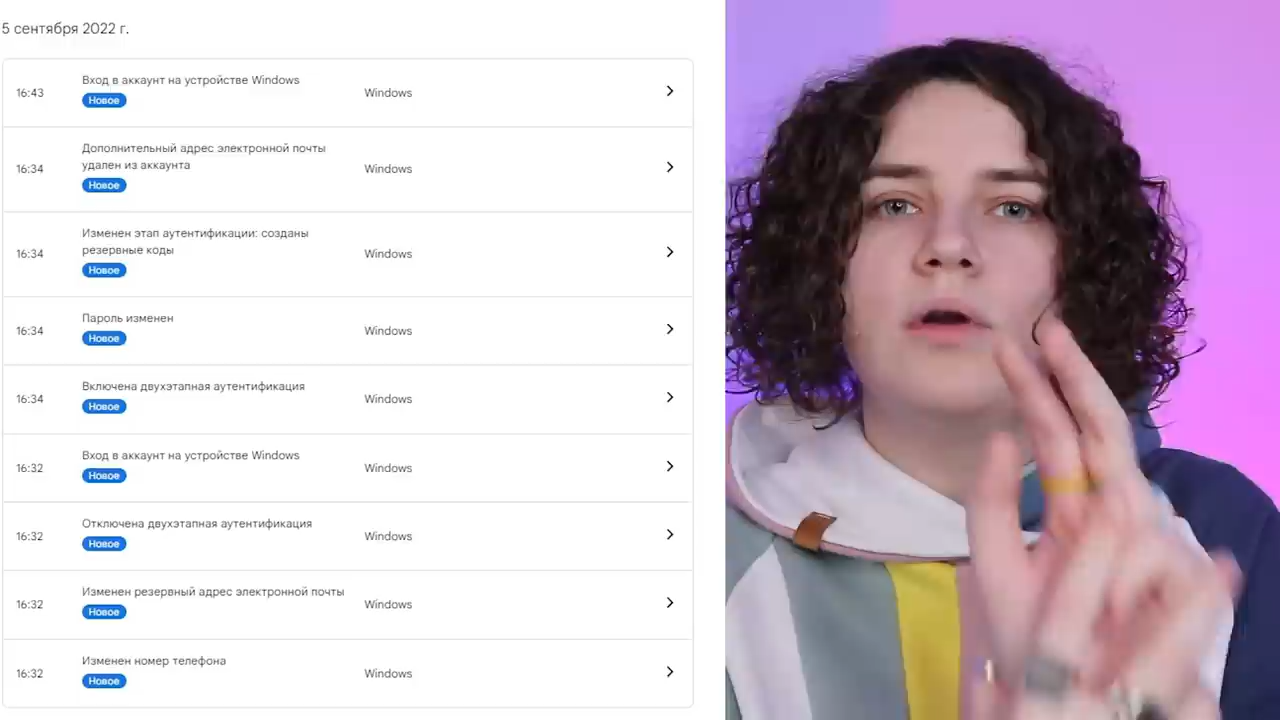 5 сентября 2022 г.
16:43
Вход в аккаунт на устройстве Windows
Новое
Windows
16:34
Дополнительный адрес электронной почты
удален из аккаунта
Новое
Windows
16:34
Изменен этап аутентификации: созданы
резервные коды
Новое
Windows
16:34
Пароль изменен
Новое
Windows
16:34
Включена двухэтапная аутентификация
Новое
Windows
16:32
Вход в аккаунт на устройстве Windows
Новое
Windows
16:32
Отключена двухэтапная аутентификация
Новое
Windows
16:32
Изменен резервный адрес электронной почты
Новое
Windows
16:32
Изменен номер телефона
Новое
Windows